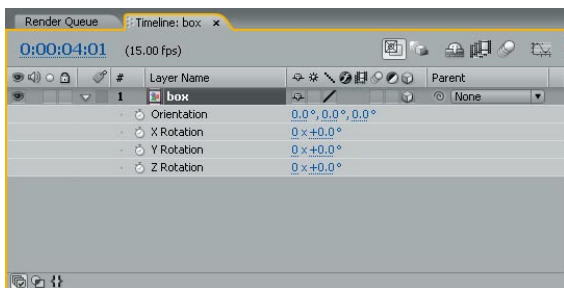 Render Queue Timeline: box x
0:00:04:01 (15.00 fps)
# Layer Name Parent
1 box None
Orientation 0.0°, 0.0°, 0.0°
X Rotation 0 x +0.0°
Y Rotation 0 x +0.0°
Z Rotation 0 x +0.0°